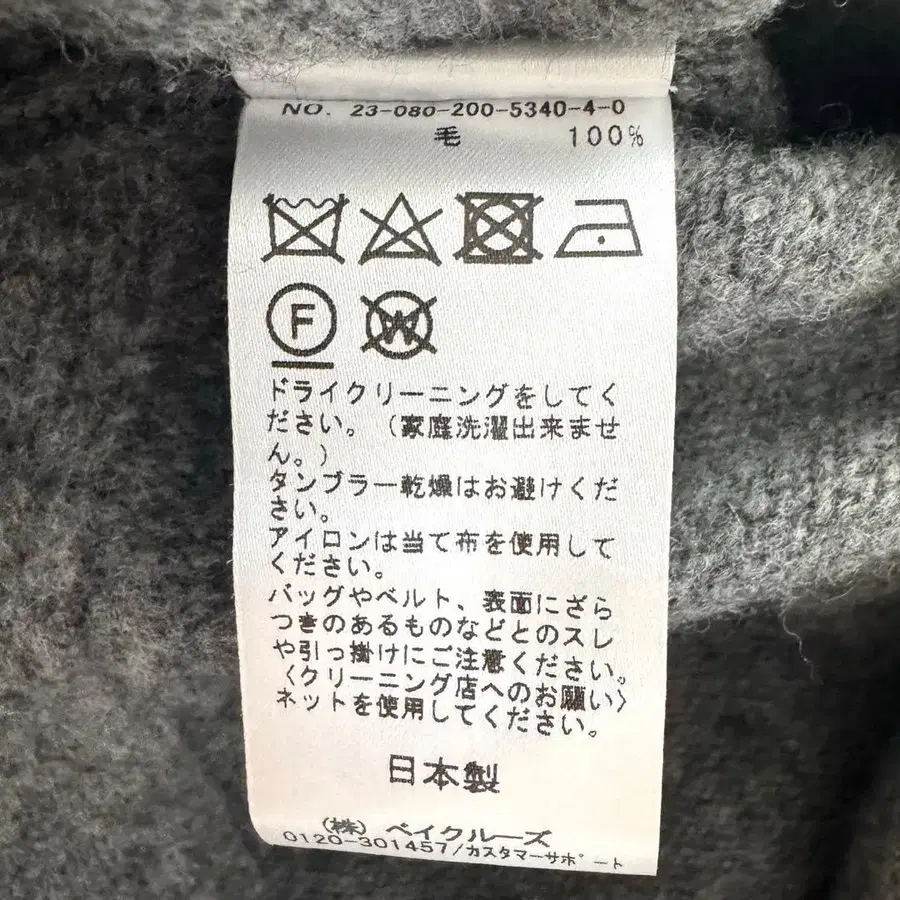 NO. 23-080-200-5340-4-0
毛 100%
F
W
ドライクリーニングをしてく
ださい。（家庭洗濯出来ませ
ん。）
タンブラー乾燥はお避けくだ
さい。
アイロンは当て布を使用して
ください。
バッグやベルト、表面にざら
つきのあるものなどとのスレ
や引っ掛けにご注意ください。
〈クリーニング店へのお願い〉
ネットを使用してください。
日本製
（株）ベイクルーズ
0120-301457/カスタマーサポート